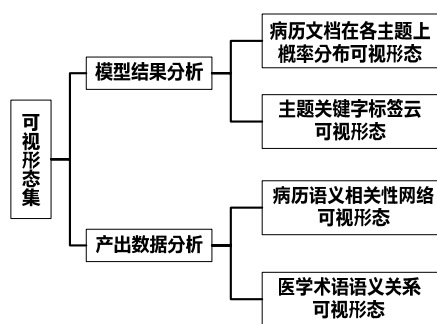 可视形态集
模型结果分析
病历文档在各主题上
概率分布可视形态
主题关键字标签云
可视形态
产出数据分析
病历语义相关性网络
可视形态
医学术语语义关系
可视形态